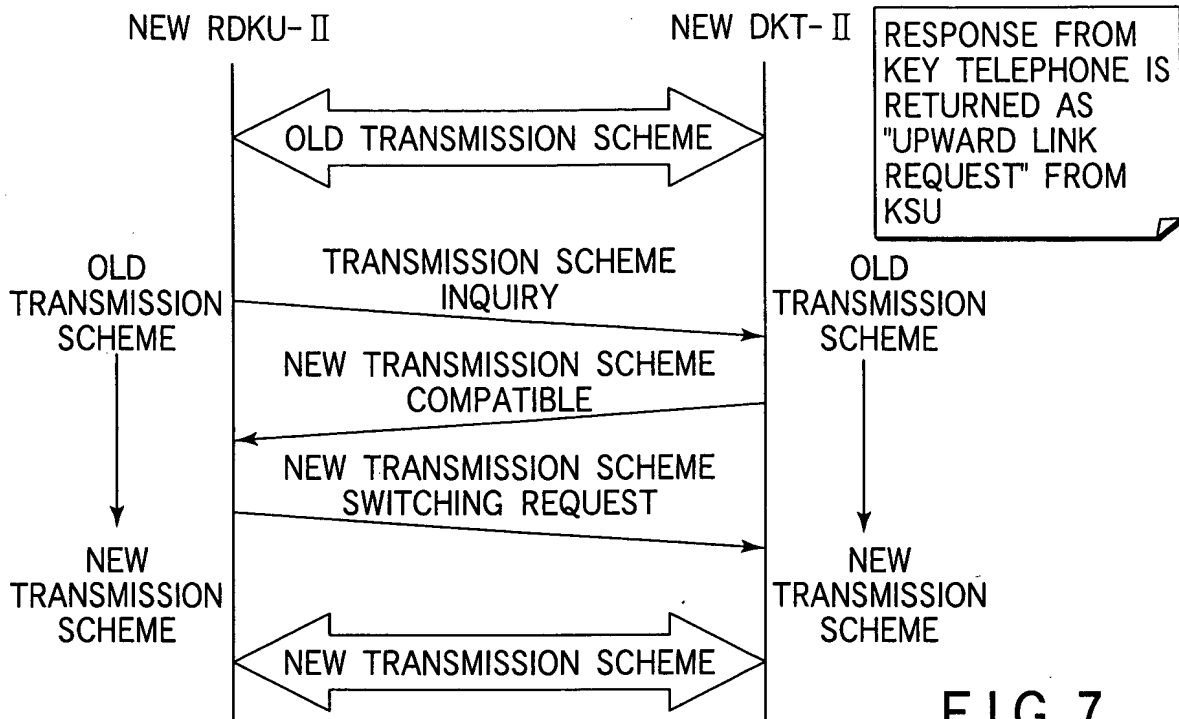 NEW RDKU-II
NEW DKT-II
RESPONSE FROM
KEY TELEPHONE IS
RETURNED AS
"UPWARD LINK
REQUEST" FROM
KSU
OLD TRANSMISSION SCHEME
OLD
TRANSMISSION
SCHEME
TRANSMISSION SCHEME
INQUIRY
OLD
TRANSMISSION
SCHEME
NEW TRANSMISSION SCHEME
COMPATIBLE
NEW TRANSMISSION SCHEME
SWITCHING REQUEST
NEW
TRANSMISSION
SCHEME
NEW
TRANSMISSION
SCHEME
NEW TRANSMISSION SCHEME
FIG. 7